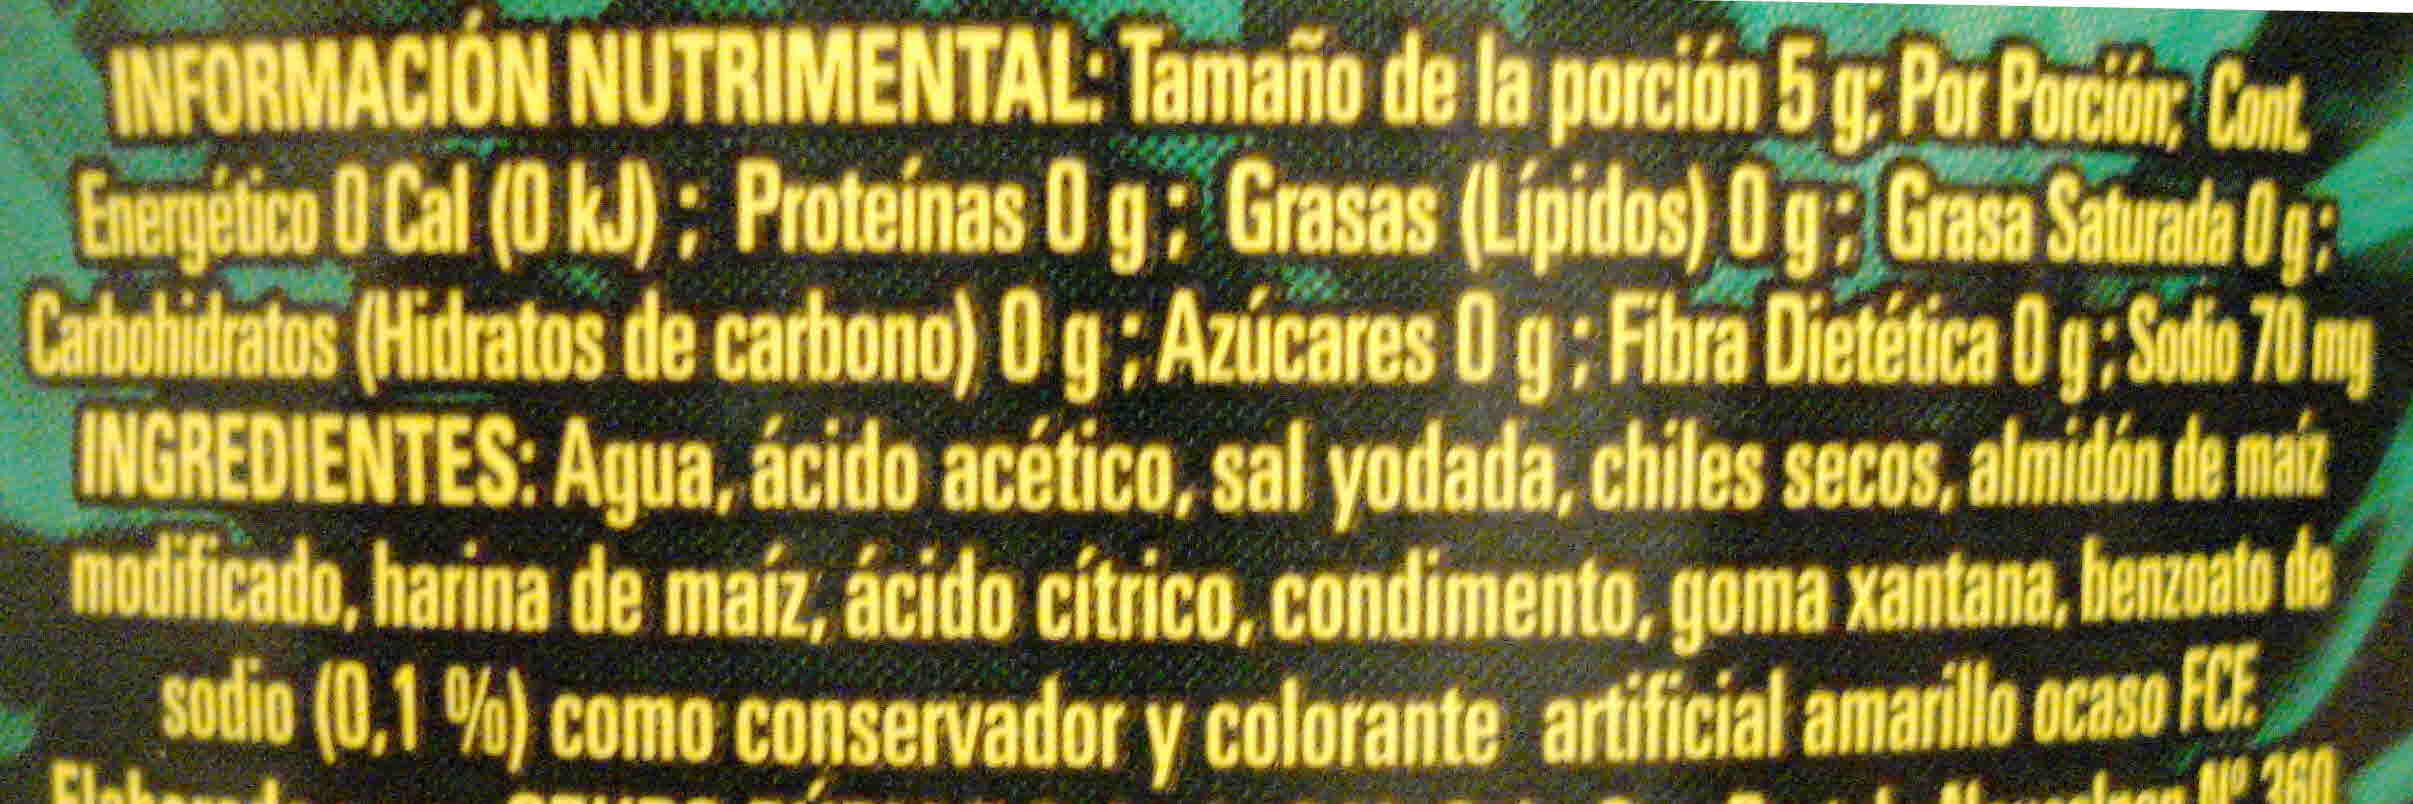 INFORMACIÓN NUTRIMENTAL: Tamaño de la porción 5 g; Por Porción; Cont.
Energético 0 Cal (0 kJ) ; Proteínas 0 g ; Grasas (Lípidos) 0 g ; Grasa Saturada 0 g ;
Carbohidratos (Hidratos de carbono) 0 g ; Azúcares 0 g ; Fibra Dietética 0 g ; Sodio 70 mg
INGREDIENTES: Agua, ácido acético, sal yodada, chiles secos, almidón de maíz
modificado, harina de maíz, ácido cítrico, condimento, goma xantana, benzoato de
sodio (0,1 %) como conservador y colorante artificial amarillo ocaso FCF.
Nº 360